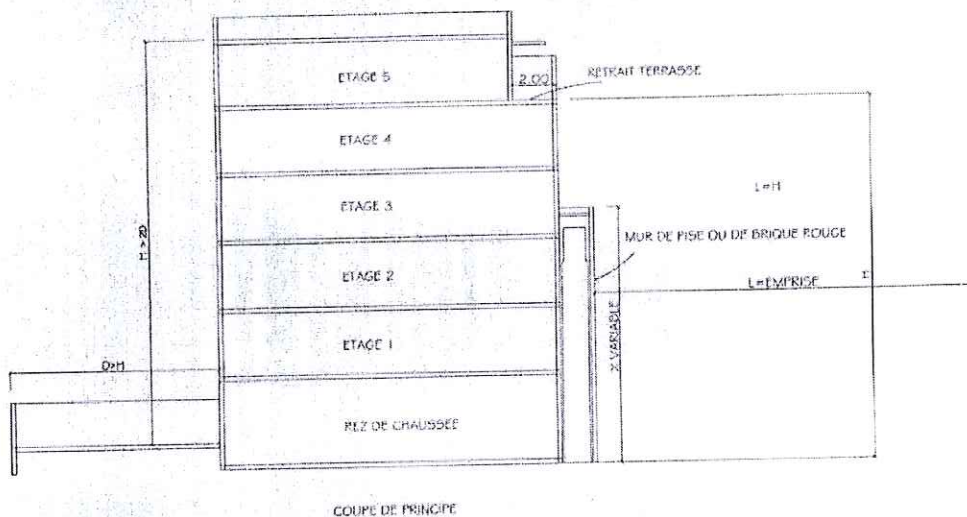 ETAGE 5
2.00
RETRAIT TERRASSE
ETAGE 4
L=H
ETAGE 3
MUR DE PISE OU DE BRIQUE ROUGE
ETAGE 2
L=EMPRISE
X VARIABLE
ETAGE 1
D>H
REZ DE CHAUSSEE
COUPE DE PRINCIPE